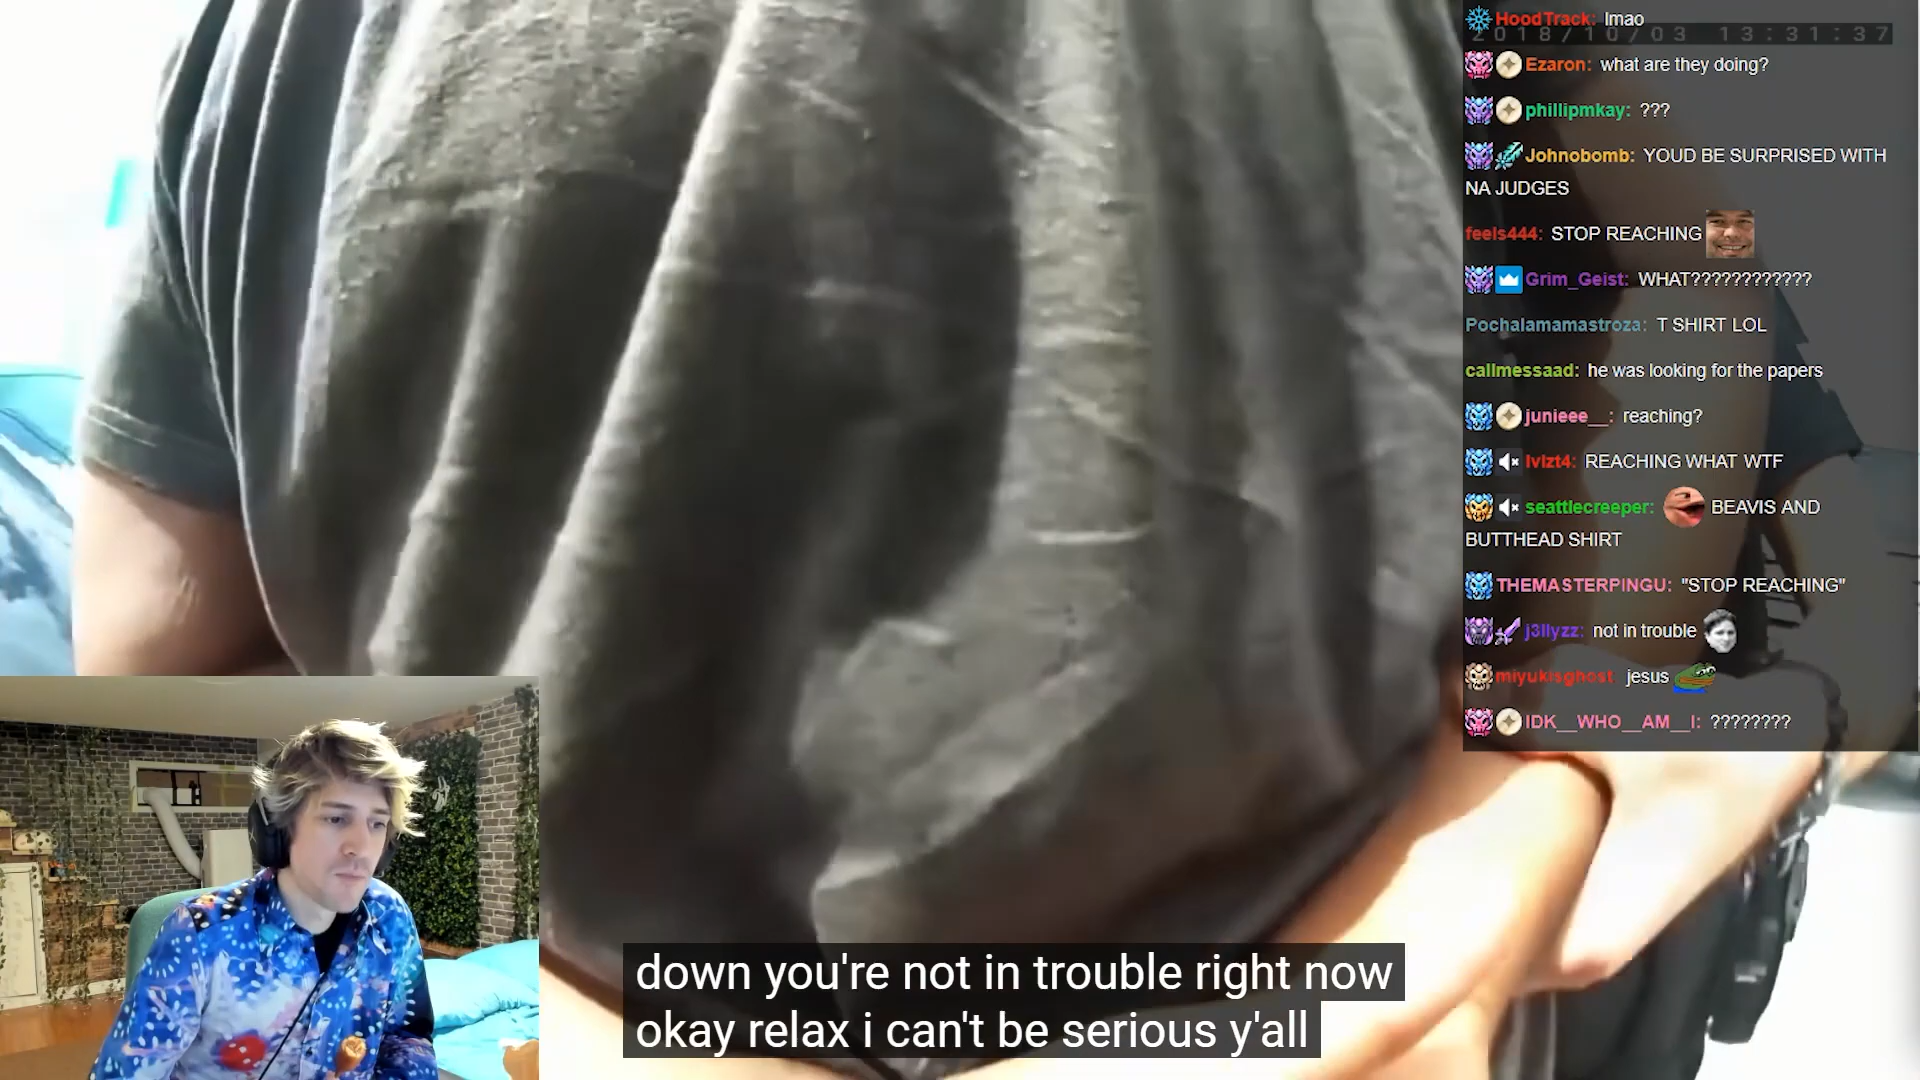 HoodTrack: lmao
2018/10/03 13:31:37
Ezaron: what are they doing?
phillipmkay: ???
Johnobomb: YOUD BE SURPRISED WITH
NA JUDGES
feels444: STOP REACHING
Grim_Geist: WHAT????????????
Pochalamamastroza: T SHIRT LOL
callmessaad: he was looking for the papers
junieee__: reaching?
lvlzt4: REACHING WHAT WTF
seattlecreeper: BEAVIS AND
BUTTHEAD SHIRT
THEMASTERPINGU: "STOP REACHING"
j3llyzz: not in trouble
miyukisghost jesus
IDK__WHO__AM__I: ????????
down you're not in trouble right now
okay relax i can't be serious y'all